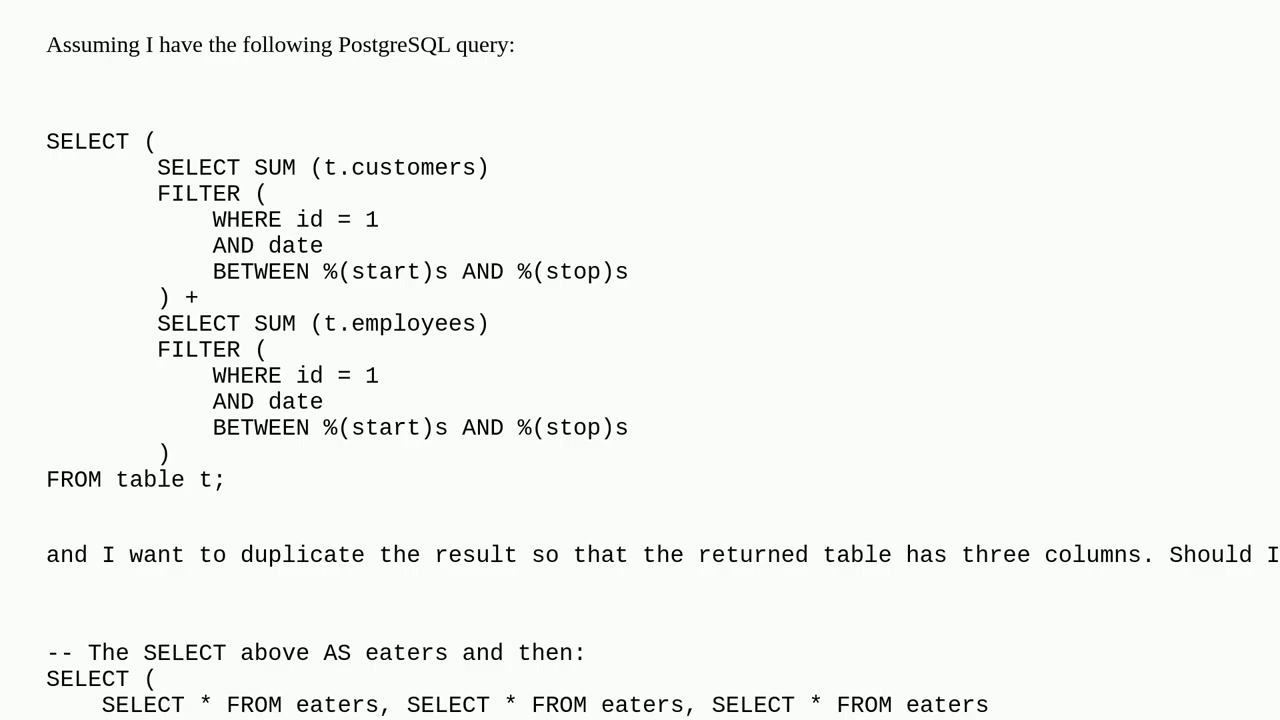 Assuming I have the following PostgreSQL query:
SELECT (
        SELECT SUM (t.customers)
        FILTER (
            WHERE id = 1
            AND date
            BETWEEN %(start)s AND %(stop)s
        ) +
        SELECT SUM (t.employees)
        FILTER (
            WHERE id = 1
            AND date
            BETWEEN %(start)s AND %(stop)s
        )
FROM table t;
and I want to duplicate the result so that the returned table has three columns. Should I
-- The SELECT above AS eaters and then:
SELECT (
    SELECT * FROM eaters, SELECT * FROM eaters, SELECT * FROM eaters